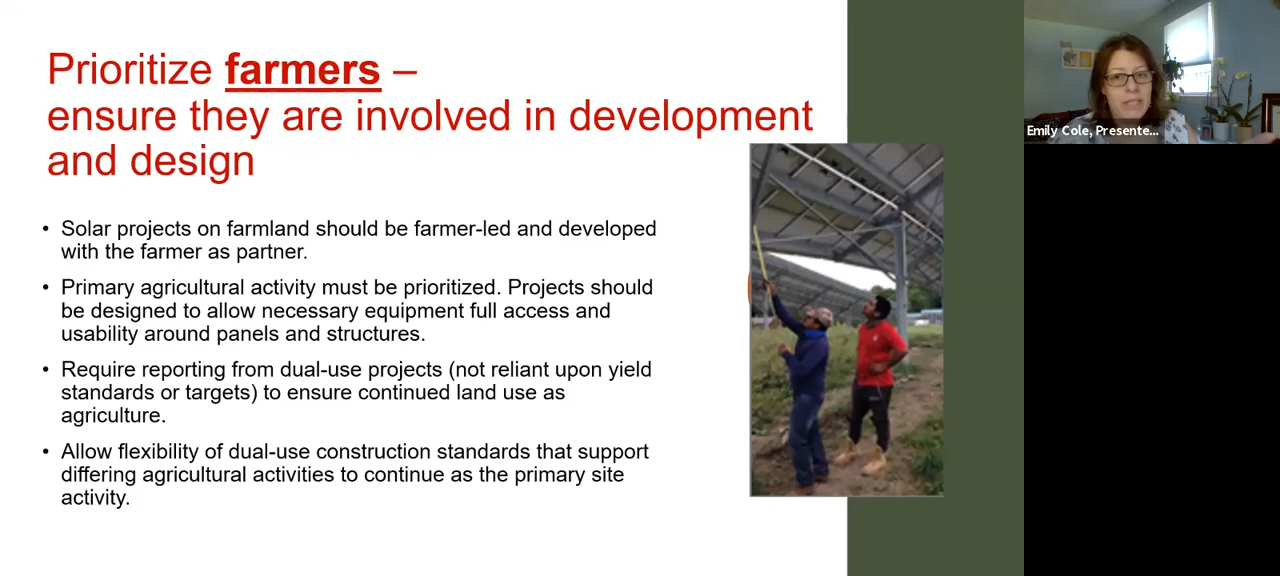 Prioritize farmers –
ensure they are involved in development
and design
• Solar projects on farmland should be farmer-led and developed
with the farmer as partner.
• Primary agricultural activity must be prioritized. Projects should
be designed to allow necessary equipment full access and
usability around panels and structures.
• Require reporting from dual-use projects (not reliant upon yield
standards or targets) to ensure continued land use as
agriculture.
• Allow flexibility of dual-use construction standards that support
differing agricultural activities to continue as the primary site
activity.
Emily Cole, Presente...